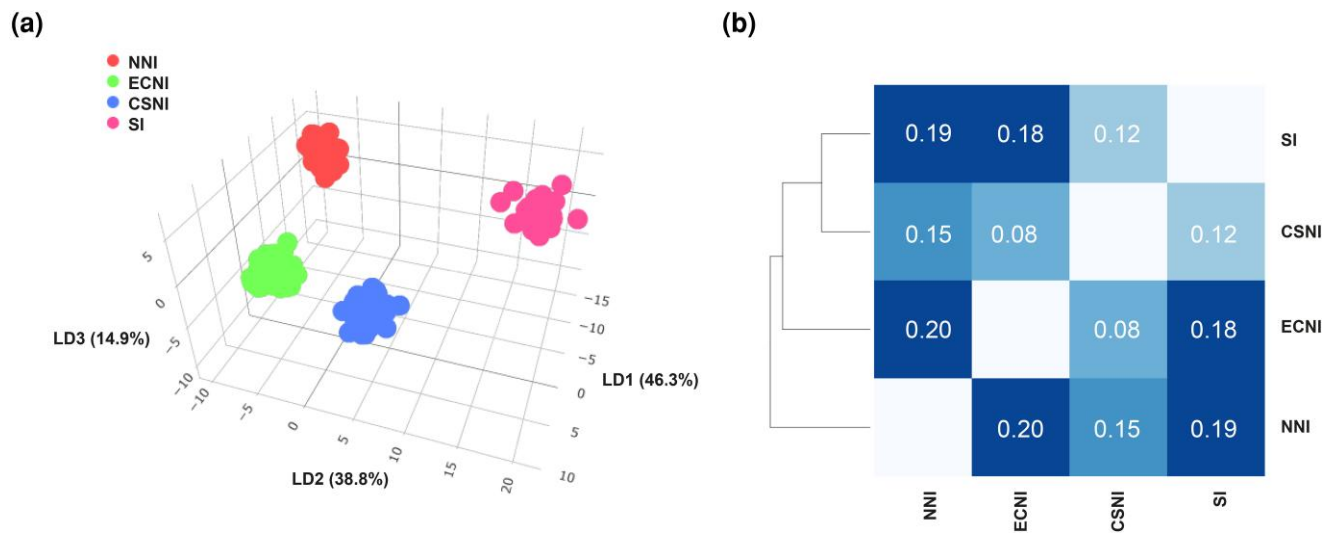 (a)
NNI
ECNI
CSNI
SI
5
0
−5
−10
LD3 (14.9%)
−10
−5
0
5
10
15
20
LD2 (38.8%)
−15
−10
−5
0
5
10
LD1 (46.3%)
(b)
0.19 0.18 0.12 SI
0.15 0.08 0.12 CSNI
0.20 0.08 0.18 ECNI
0.20 0.15 0.19 NNI
NNI ECNI CSNI SI